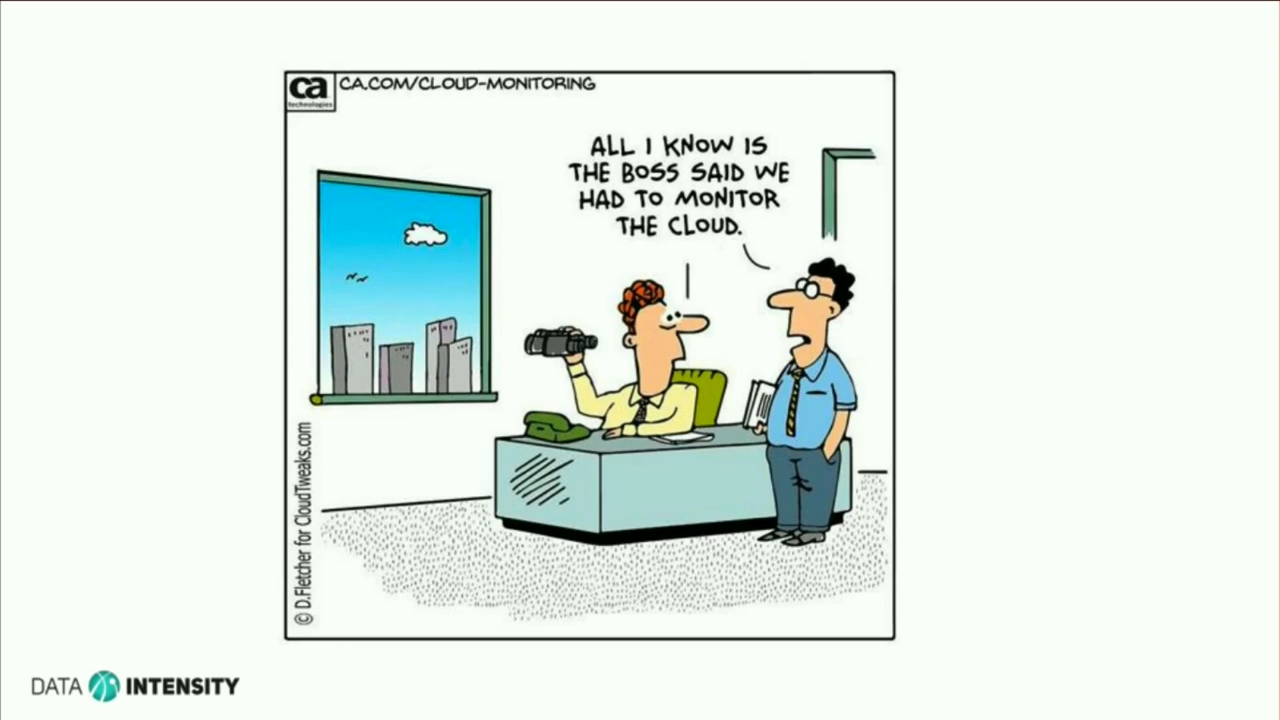 ca
technologies
CA.COM/CLOUD-MONITORING
ALL I KNOW IS
THE BOSS SAID WE
HAD TO MONITOR
THE CLOUD.
© D.Fletcher for CloudTweaks.com
DATA INTENSITY